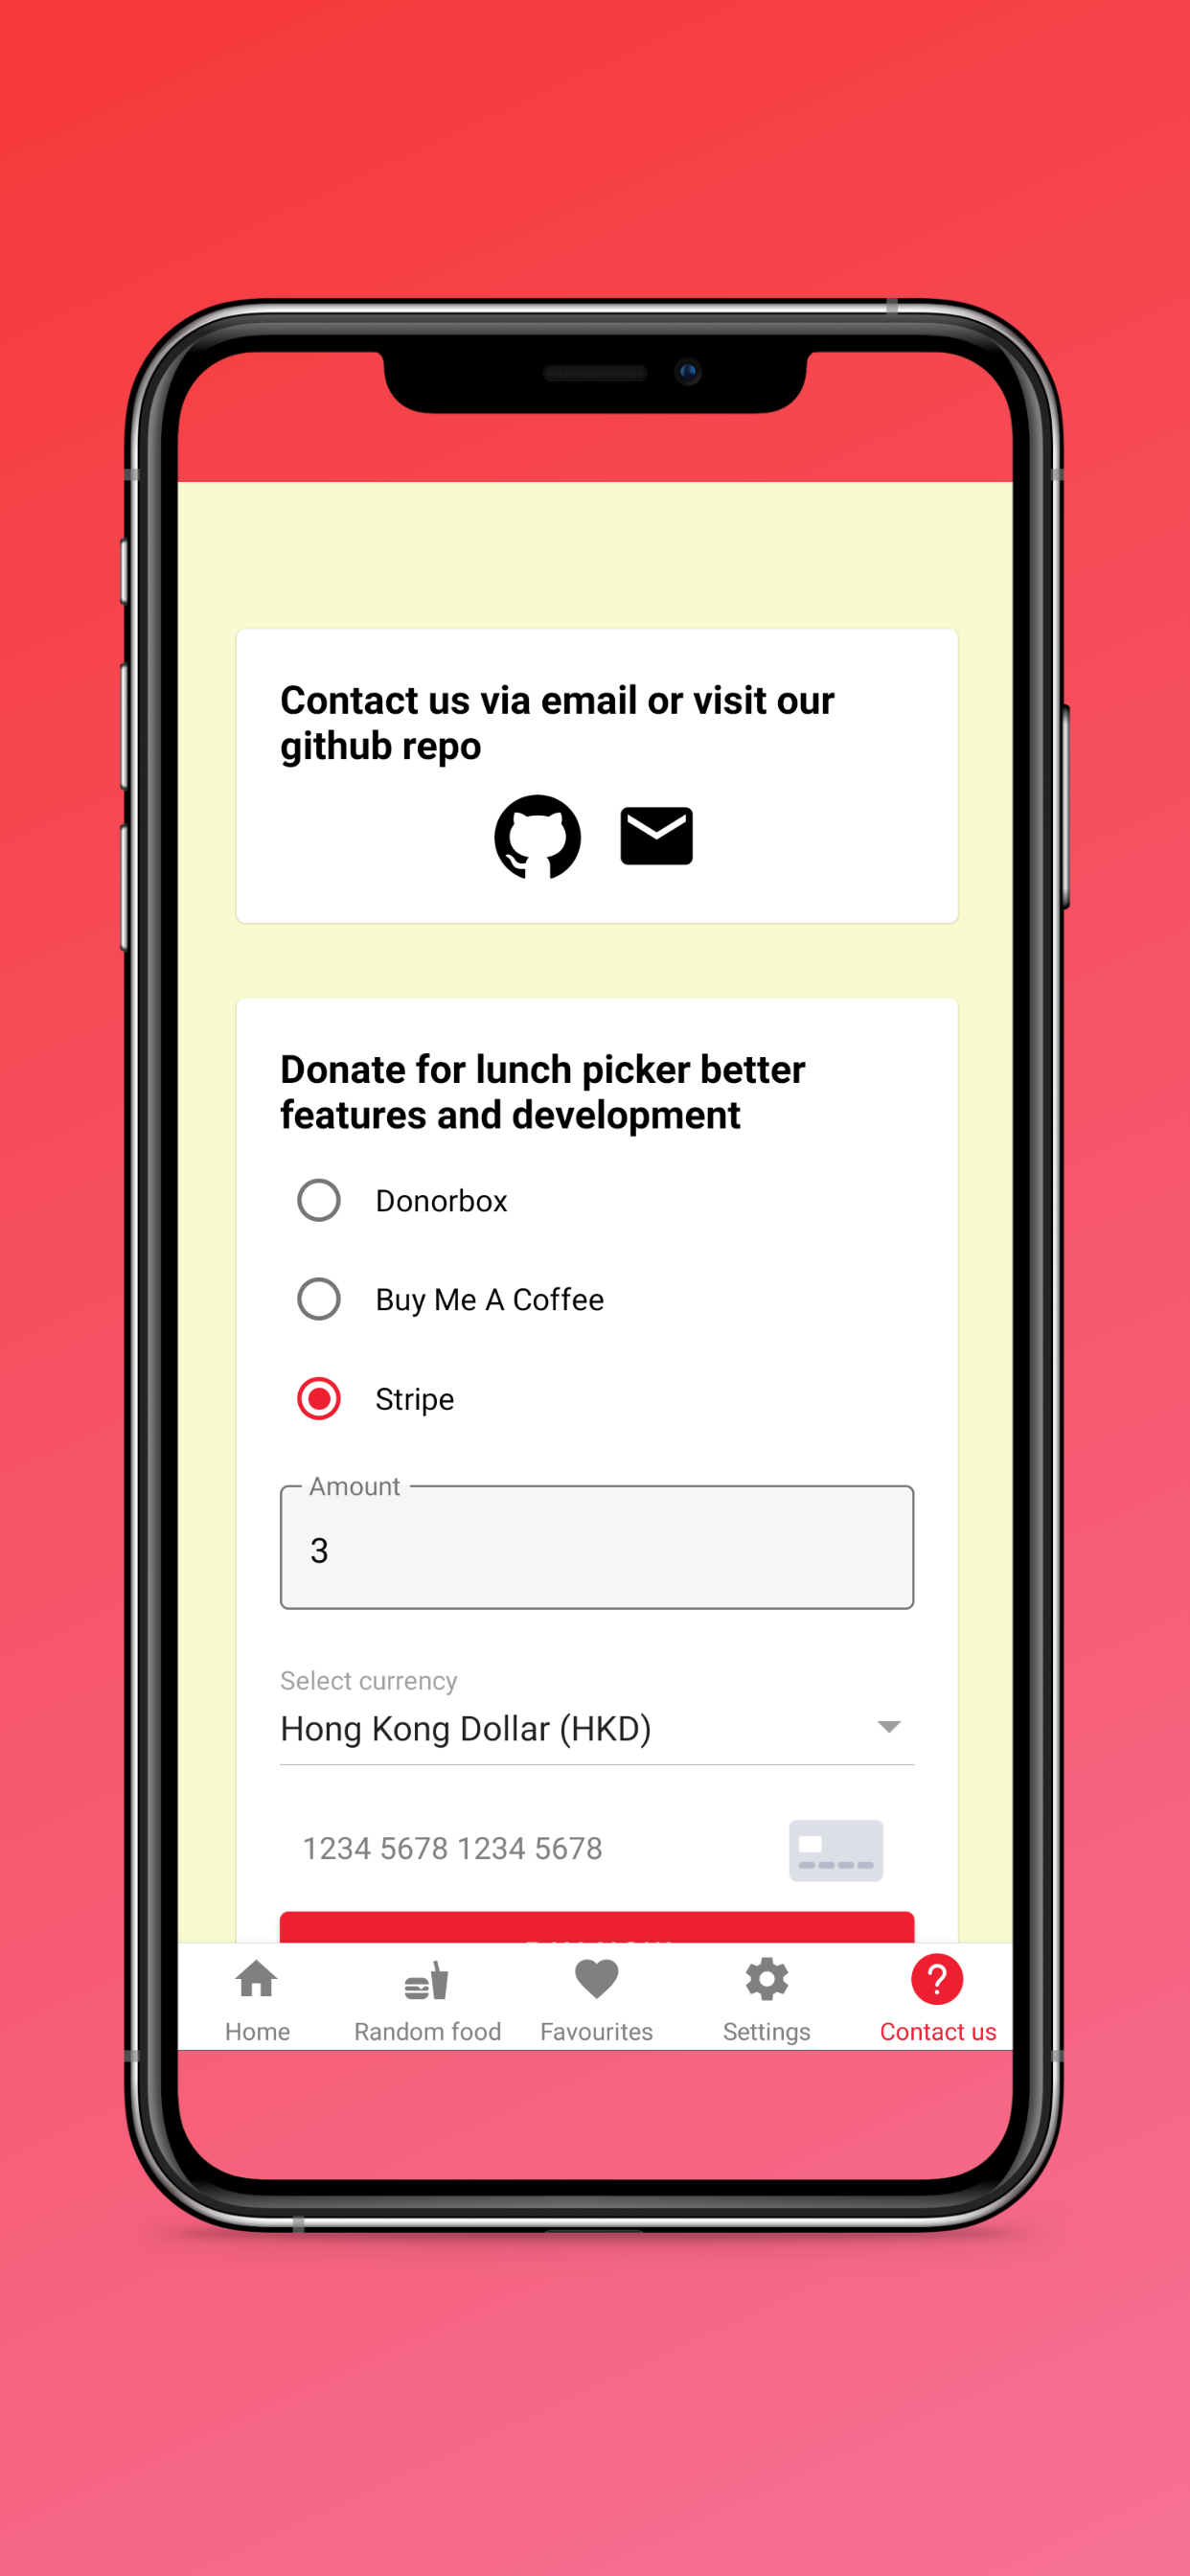 Contact us via email or visit our
github repo
Donate for lunch picker better
features and development
Donorbox
Buy Me A Coffee
Stripe
Amount
3
Select currency
Hong Kong Dollar (HKD)
1234 5678 1234 5678
Home
Random food
Favourites
Settings
Contact us